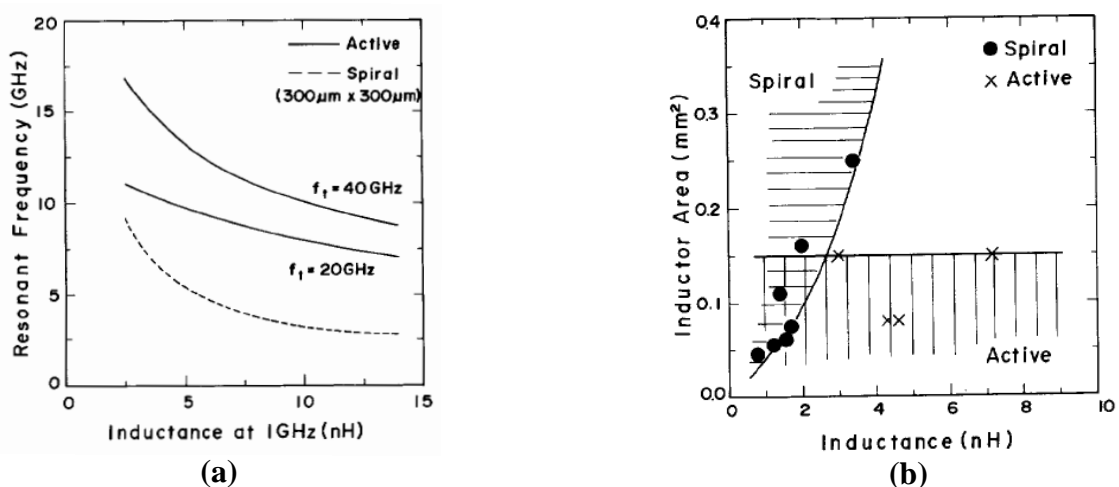 Resonant Frequency (GHz)
20
15
10
5
0
Active
Spiral
(300μm x 300μm)
f_t = 40GHz
f_t = 20GHz
0 5 10 15
Inductance at 1GHz (nH)
(a)
Inductor Area (mm²)
0.4
0.3
0.2
0.1
0.0
Spiral
Spiral
Active
Active
0 2 4 6 8 10
Inductance (nH)
(b)